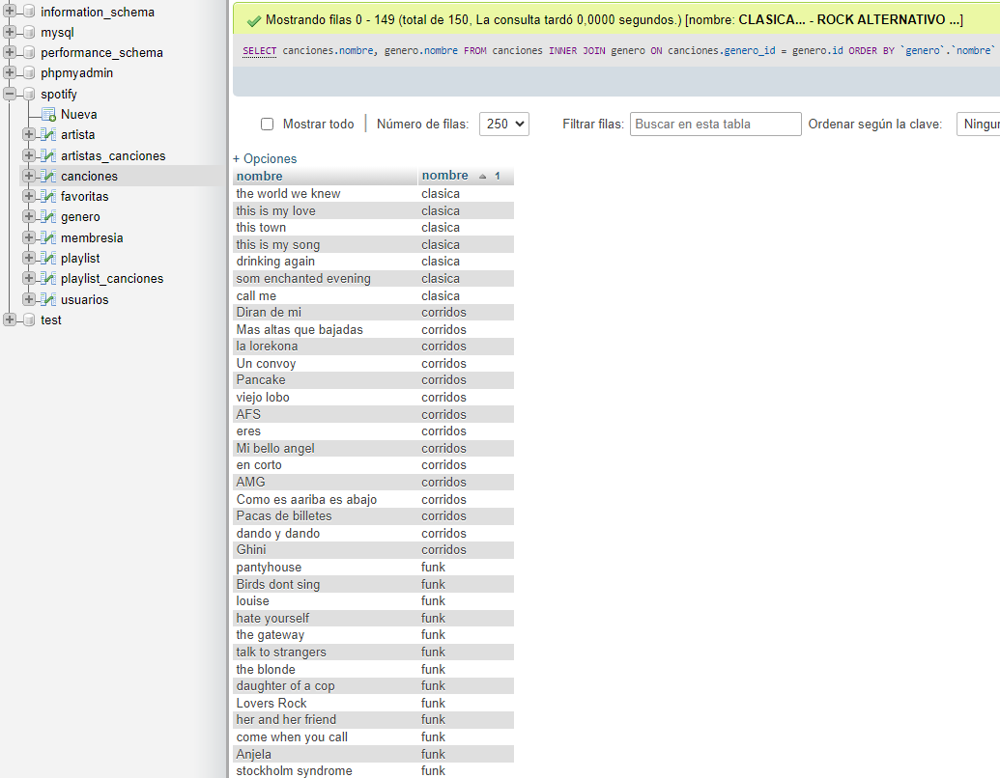 information_schema
mysql
performance_schema
phpmyadmin
spotify
Nueva
artista
artistas_canciones
canciones
favoritas
genero
membresia
playlist
playlist_canciones
usuarios
test
Mostrando filas 0 - 149 (total de 150, La consulta tardó 0,0000 segundos.) [nombre: CLASICA... - ROCK ALTERNATIVO ...]
SELECT canciones.nombre, genero.nombre FROM canciones INNER JOIN genero ON canciones.genero_id = genero.id ORDER BY `genero`.`nombre`
Mostrar todo | Número de filas: 250 Filtrar filas: Buscar en esta tabla Ordenar según la clave: Ningun
+ Opciones
nombre nombre 1
the world we knew clasica
this is my love clasica
this town clasica
this is my song clasica
drinking again clasica
som enchanted evening clasica
call me clasica
Diran de mi corridos
Mas altas que bajadas corridos
la lorekona corridos
Un convoy corridos
Pancake corridos
viejo lobo corridos
AFS corridos
eres corridos
Mi bello angel corridos
en corto corridos
AMG corridos
Como es aariba es abajo corridos
Pacas de billetes corridos
dando y dando corridos
Ghini corridos
pantyhouse funk
Birds dont sing funk
louise funk
hate yourself funk
the gateway funk
talk to strangers funk
the blonde funk
daughter of a cop funk
Lovers Rock funk
her and her friend funk
come when you call funk
Anjela funk
stockholm syndrome funk